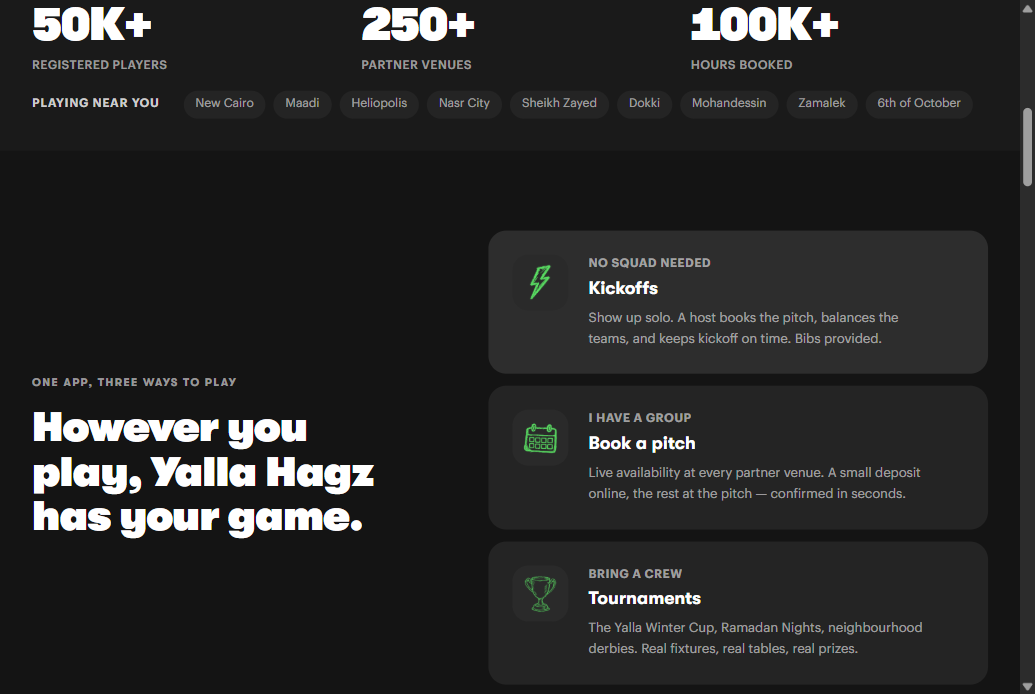 50K+
250+
100K+
REGISTERED PLAYERS
PARTNER VENUES
HOURS BOOKED
PLAYING NEAR YOU
New Cairo
Maadi
Heliopolis
Nasr City
Sheikh Zayed
Dokki
Mohandessin
Zamalek
6th of October
ONE APP, THREE WAYS TO PLAY
However you
play, Yalla Hagz
has your game.
NO SQUAD NEEDED
Kickoffs
Show up solo. A host books the pitch, balances the
teams, and keeps kickoff on time. Bibs provided.
I HAVE A GROUP
Book a pitch
Live availability at every partner venue. A small deposit
online, the rest at the pitch — confirmed in seconds.
BRING A CREW
Tournaments
The Yalla Winter Cup, Ramadan Nights, neighbourhood
derbies. Real fixtures, real tables, real prizes.